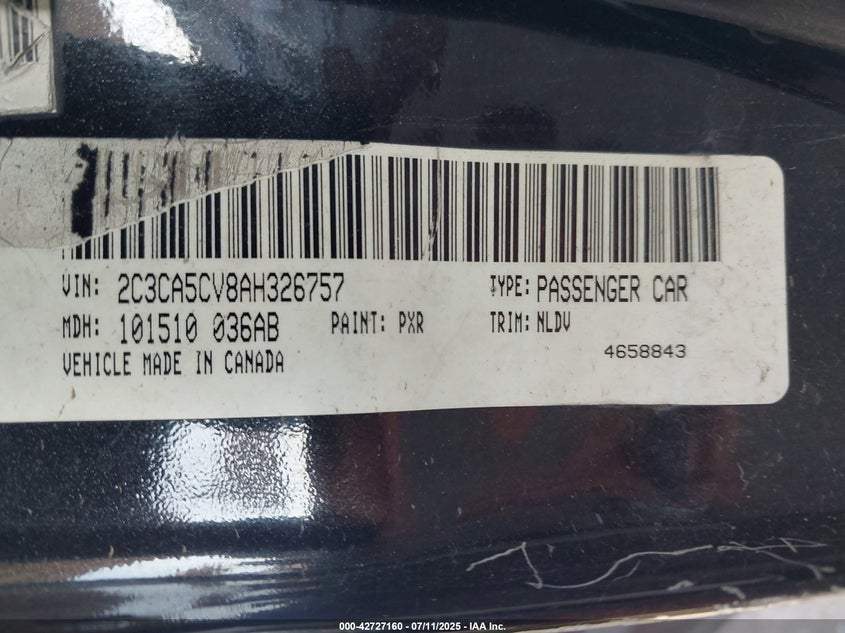 VIN: 2C3CA5CV8AH326757 TYPE: PASSENGER CAR
MDH: 101510 036AB PAINT: PXR TRIM: NLDV
VEHICLE MADE IN CANADA 4658843
000-42727160 - 07/11/2025 - IAA Inc.